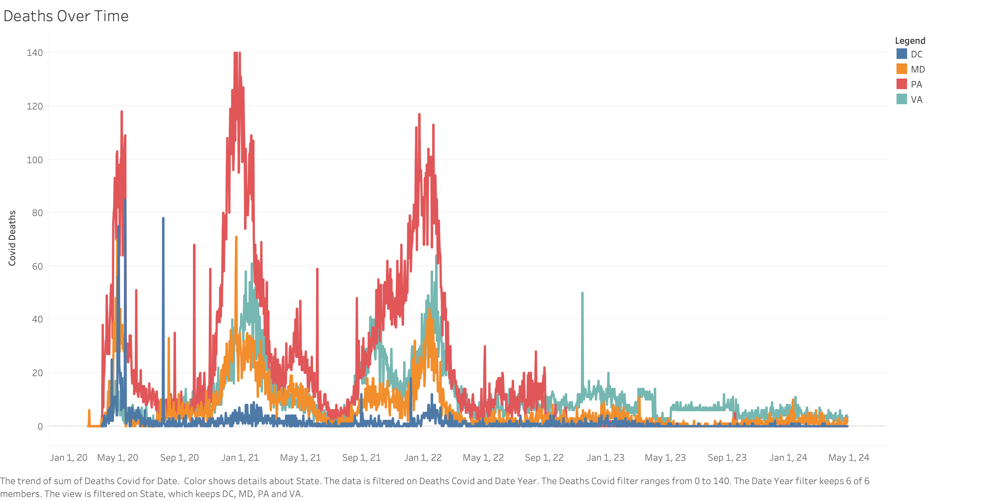 Deaths Over Time
Legend
DC
MD
PA
VA
140
120
100
80
60
40
20
0
Covid Deaths
Jan 1, 20 May 1, 20 Sep 1, 20 Jan 1, 21 May 1, 21 Sep 1, 21 Jan 1, 22 May 1, 22 Sep 1, 22 Jan 1, 23 May 1, 23 Sep 1, 23 Jan 1, 24 May 1, 24
The trend of sum of Deaths Covid for Date.  Color shows details about State. The data is filtered on Deaths Covid and Date Year. The Deaths Covid filter ranges from 0 to 140. The Date Year filter keeps 6 of 6
members. The view is filtered on State, which keeps DC, MD, PA and VA.